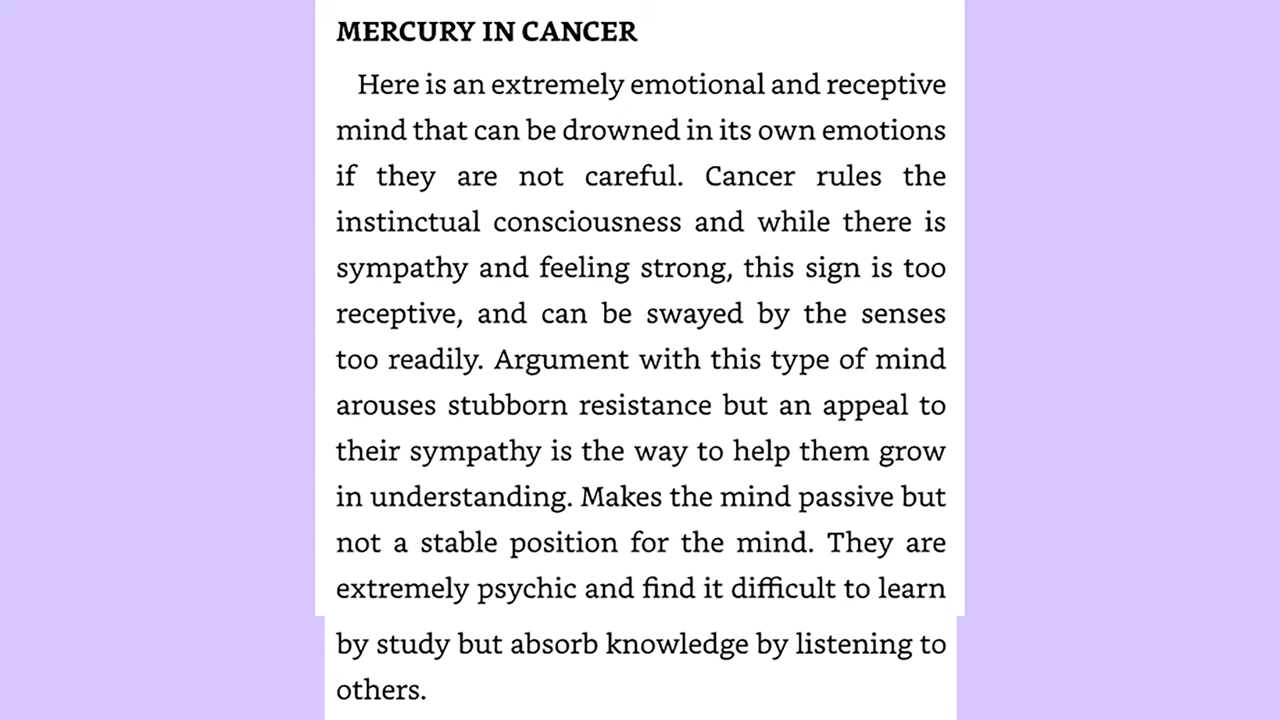 MERCURY IN CANCER
Here is an extremely emotional and receptive
mind that can be drowned in its own emotions
if they are not careful. Cancer rules the
instinctual consciousness and while there is
sympathy and feeling strong, this sign is too
receptive, and can be swayed by the senses
too readily. Argument with this type of mind
arouses stubborn resistance but an appeal to
their sympathy is the way to help them grow
in understanding. Makes the mind passive but
not a stable position for the mind. They are
extremely psychic and find it difficult to learn
by study but absorb knowledge by listening to
others.